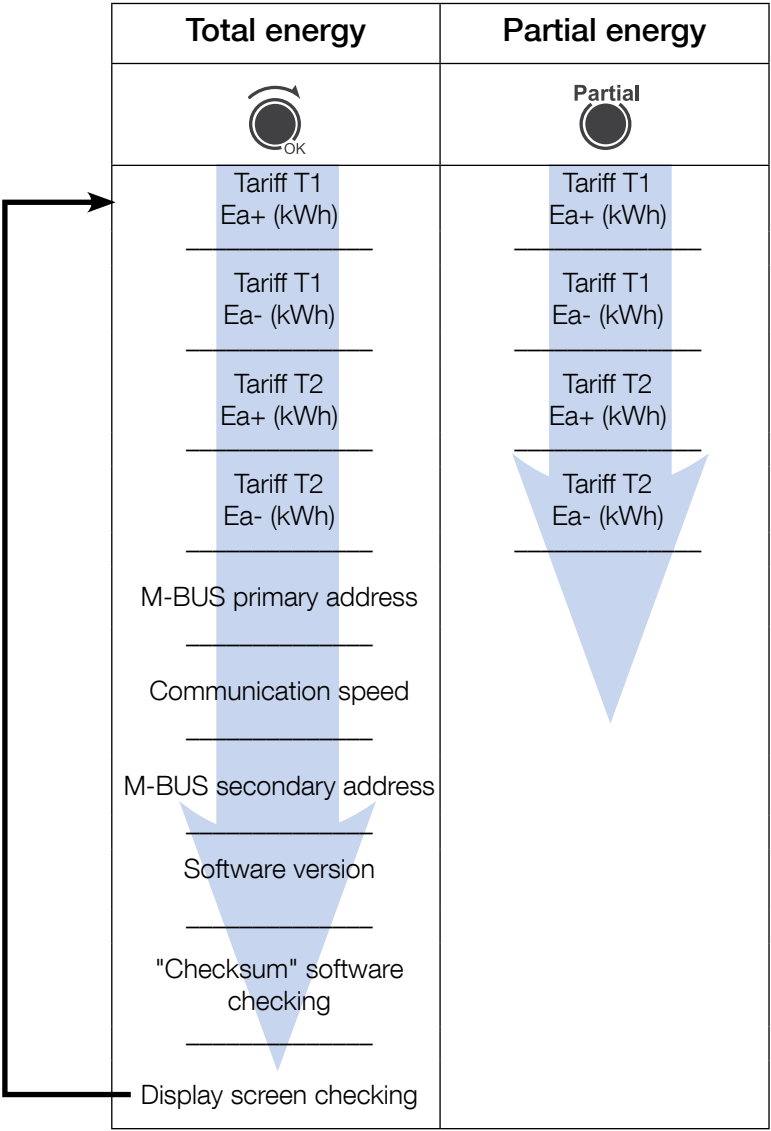 Total energy
Partial energy
OK
Partial
Tariff T1
Ea+ (kWh)
Tariff T1
Ea- (kWh)
Tariff T2
Ea+ (kWh)
Tariff T2
Ea- (kWh)
M-BUS primary address
Communication speed
M-BUS secondary address
Software version
"Checksum" software
checking
Display screen checking
Tariff T1
Ea+ (kWh)
Tariff T1
Ea- (kWh)
Tariff T2
Ea+ (kWh)
Tariff T2
Ea- (kWh)